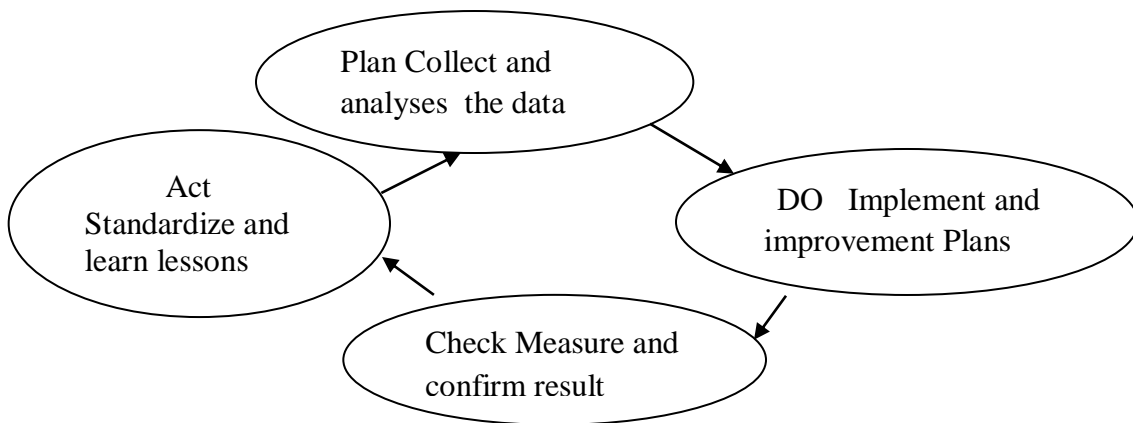 Plan Collect and
analyses the data
DO Implement and
improvement Plans
Check Measure and
confirm result
Act
Standardize and
learn lessons